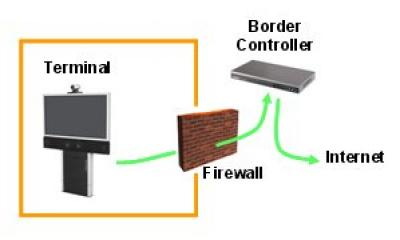 Border
Controller
Terminal
Firewall
Internet